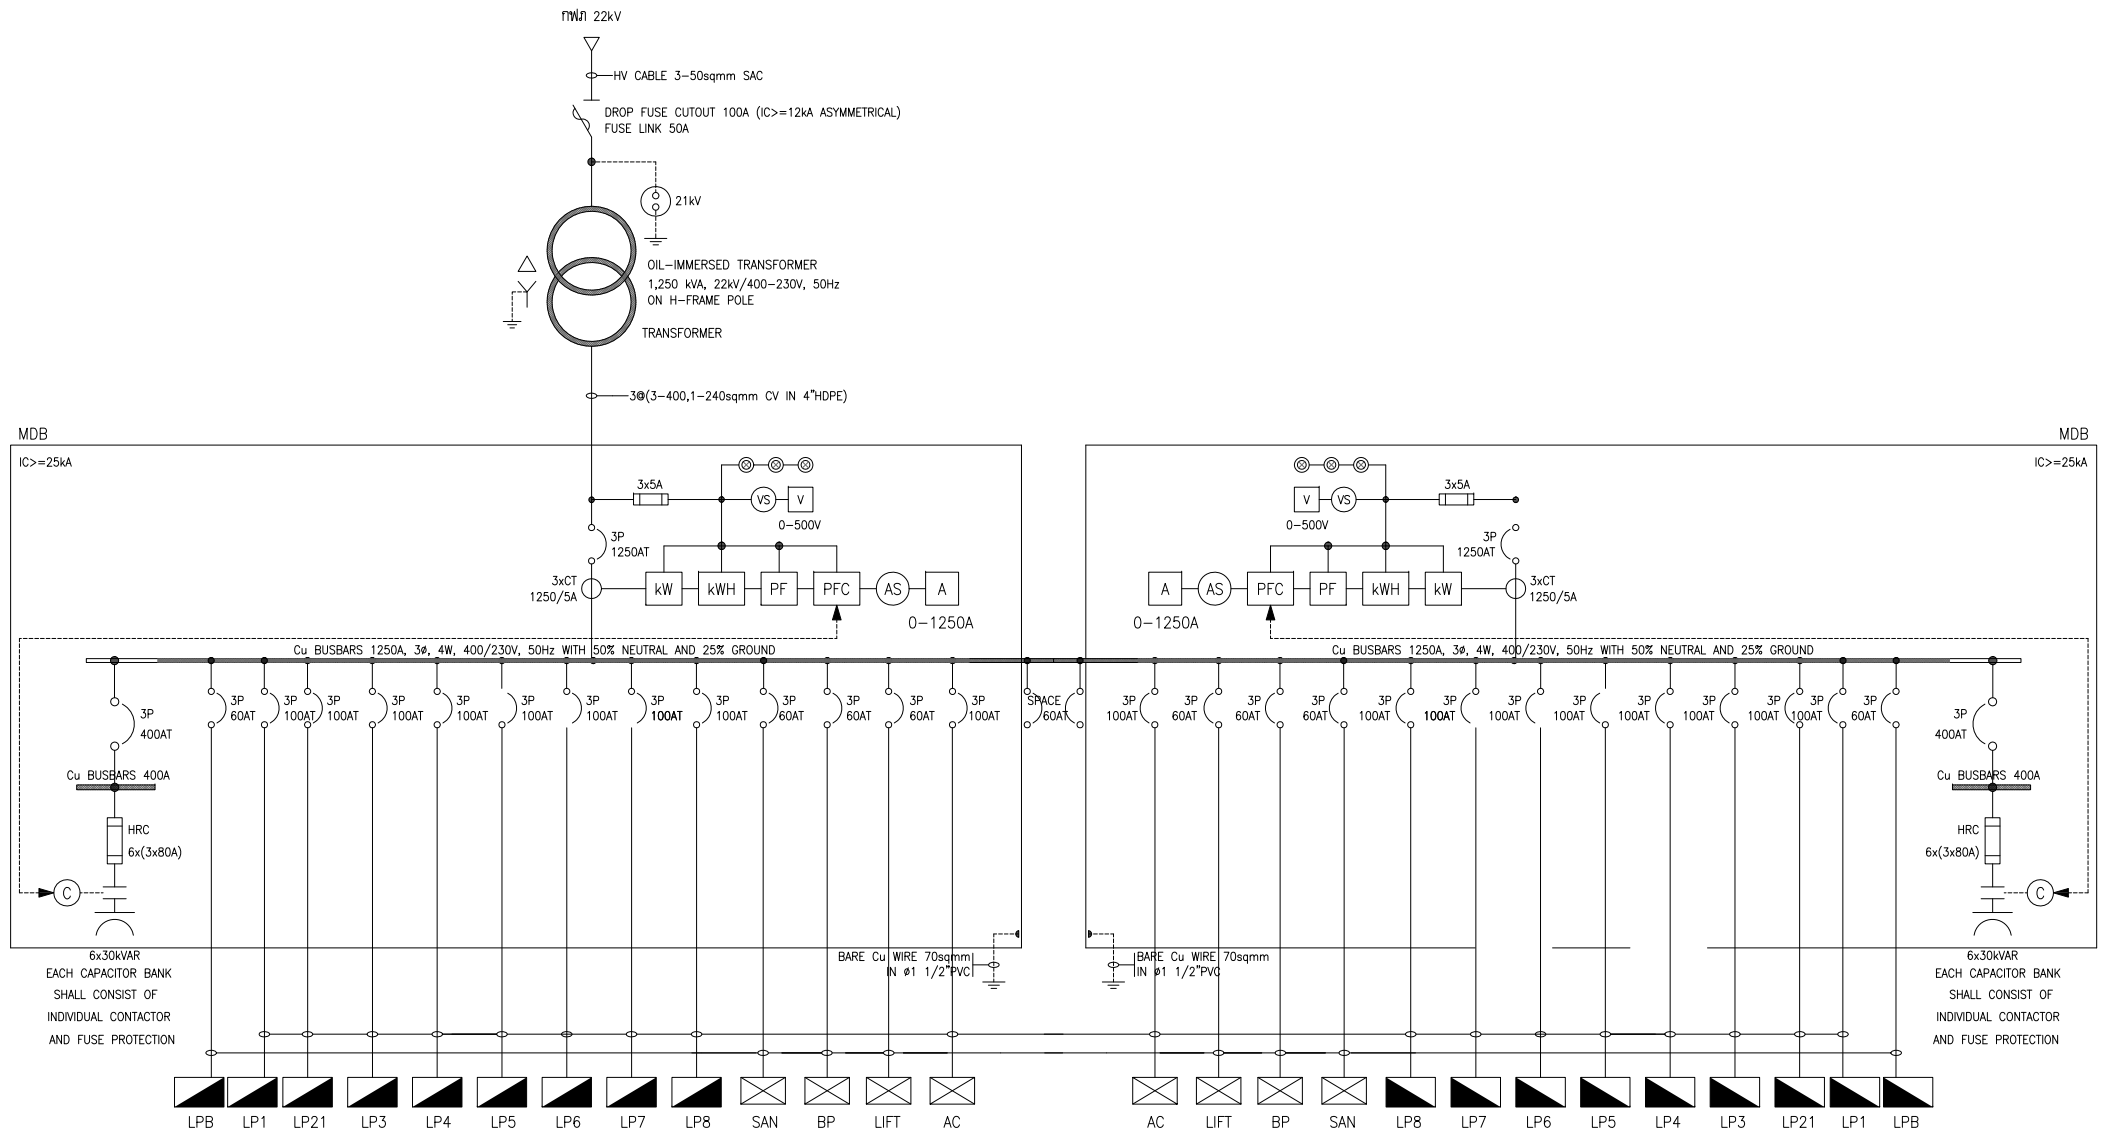 กฟภ 22kV
HV CABLE 3-50sqmm SAC
DROP FUSE CUTOUT 100A (IC>=12kA ASYMMETRICAL)
FUSE LINK 50A
21kV
OIL-IMMERSED TRANSFORMER
1,250 kVA, 22kV/400-230V, 50Hz
ON H-FRAME POLE
TRANSFORMER
3@(3-400,1-240sqmm CV IN 4"HDPE)
MDB
IC>=25kA
3x5A
VS
V
0-500V
3P
1250AT
3xCT
1250/5A
kW
kWH
PF
PFC
AS
A
0-1250A
Cu BUSBARS 1250A, 3ø, 4W, 400/230V, 50Hz WITH 50% NEUTRAL AND 25% GROUND
3P
400AT
3P
60AT
3P
100AT
3P
100AT
3P
100AT
3P
100AT
3P
100AT
3P
100AT
3P
100AT
3P
100AT
3P
60AT
3P
60AT
3P
60AT
3P
100AT
SPACE
60AT
Cu BUSBARS 400A
HRC
6x(3x80A)
C
6x30kVAR
EACH CAPACITOR BANK
SHALL CONSIST OF
INDIVIDUAL CONTACTOR
AND FUSE PROTECTION
BARE Cu WIRE 70sqmm
IN ø1 1/2"PVC
LPB
LP1
LP21
LP3
LP4
LP5
LP6
LP7
LP8
SAN
BP
LIFT
AC
MDB
IC>=25kA
3x5A
V
VS
0-500V
3P
1250AT
3xCT
1250/5A
A
AS
PFC
PF
kWH
kW
0-1250A
Cu BUSBARS 1250A, 3ø, 4W, 400/230V, 50Hz WITH 50% NEUTRAL AND 25% GROUND
3P
100AT
3P
60AT
3P
60AT
3P
60AT
3P
100AT
3P
100AT
3P
100AT
3P
100AT
3P
100AT
3P
100AT
3P
100AT
3P
100AT
3P
60AT
3P
400AT
Cu BUSBARS 400A
HRC
6x(3x80A)
C
6x30kVAR
EACH CAPACITOR BANK
SHALL CONSIST OF
INDIVIDUAL CONTACTOR
AND FUSE PROTECTION
BARE Cu WIRE 70sqmm
IN ø1 1/2"PVC
AC
LIFT
BP
SAN
LP8
LP7
LP6
LP5
LP4
LP3
LP21
LP1
LPB